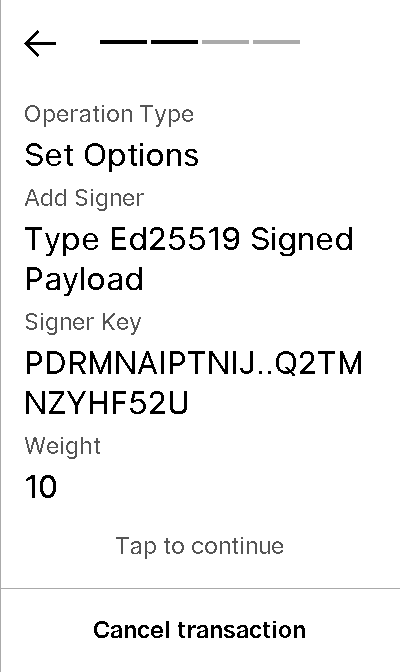 Operation Type
Set Options
Add Signer
Type Ed25519 Signed
Payload
Signer Key
PDRMNAIPTNIJ..Q2TM
NZYHF52U
Weight
10
Tap to continue
Cancel transaction